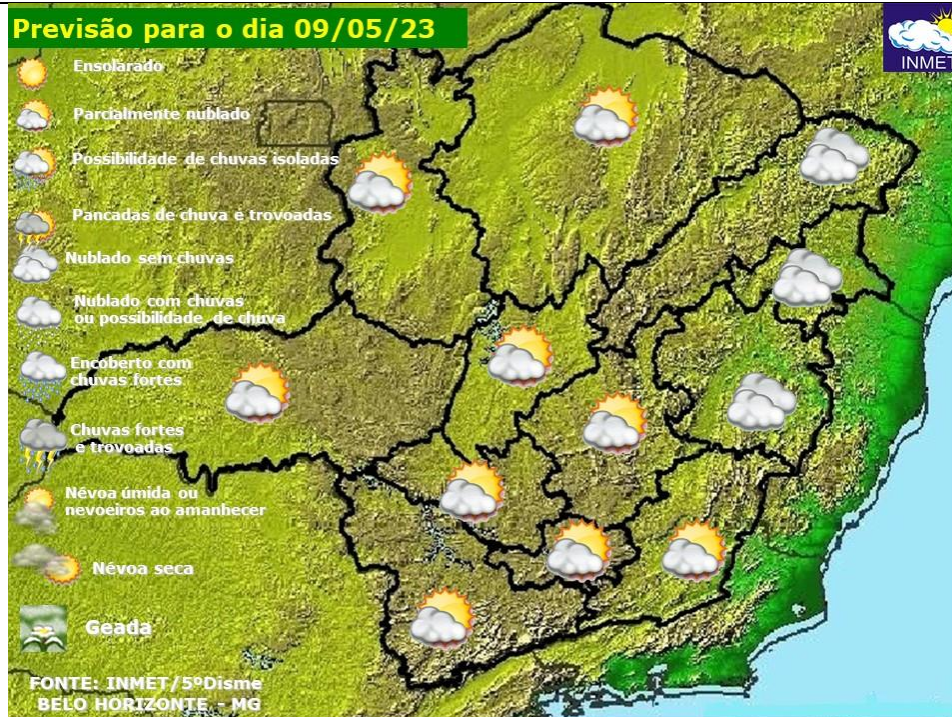 Previsão para o dia 09/05/23
INMET
Ensolarado
Parcialmente nublado
Possibilidade de chuvas isoladas
Pancadas de chuva e trovoadas
Nublado sem chuvas
Nublado com chuvas
ou possibilidade de chuva
Encoberto com
chuvas fortes
Chuvas fortes
e trovoadas
Névoa úmida ou
nevoeiros ao amanhecer
Névoa seca
Geada
FONTE: INMET/5ºDisme
BELO HORIZONTE - MG